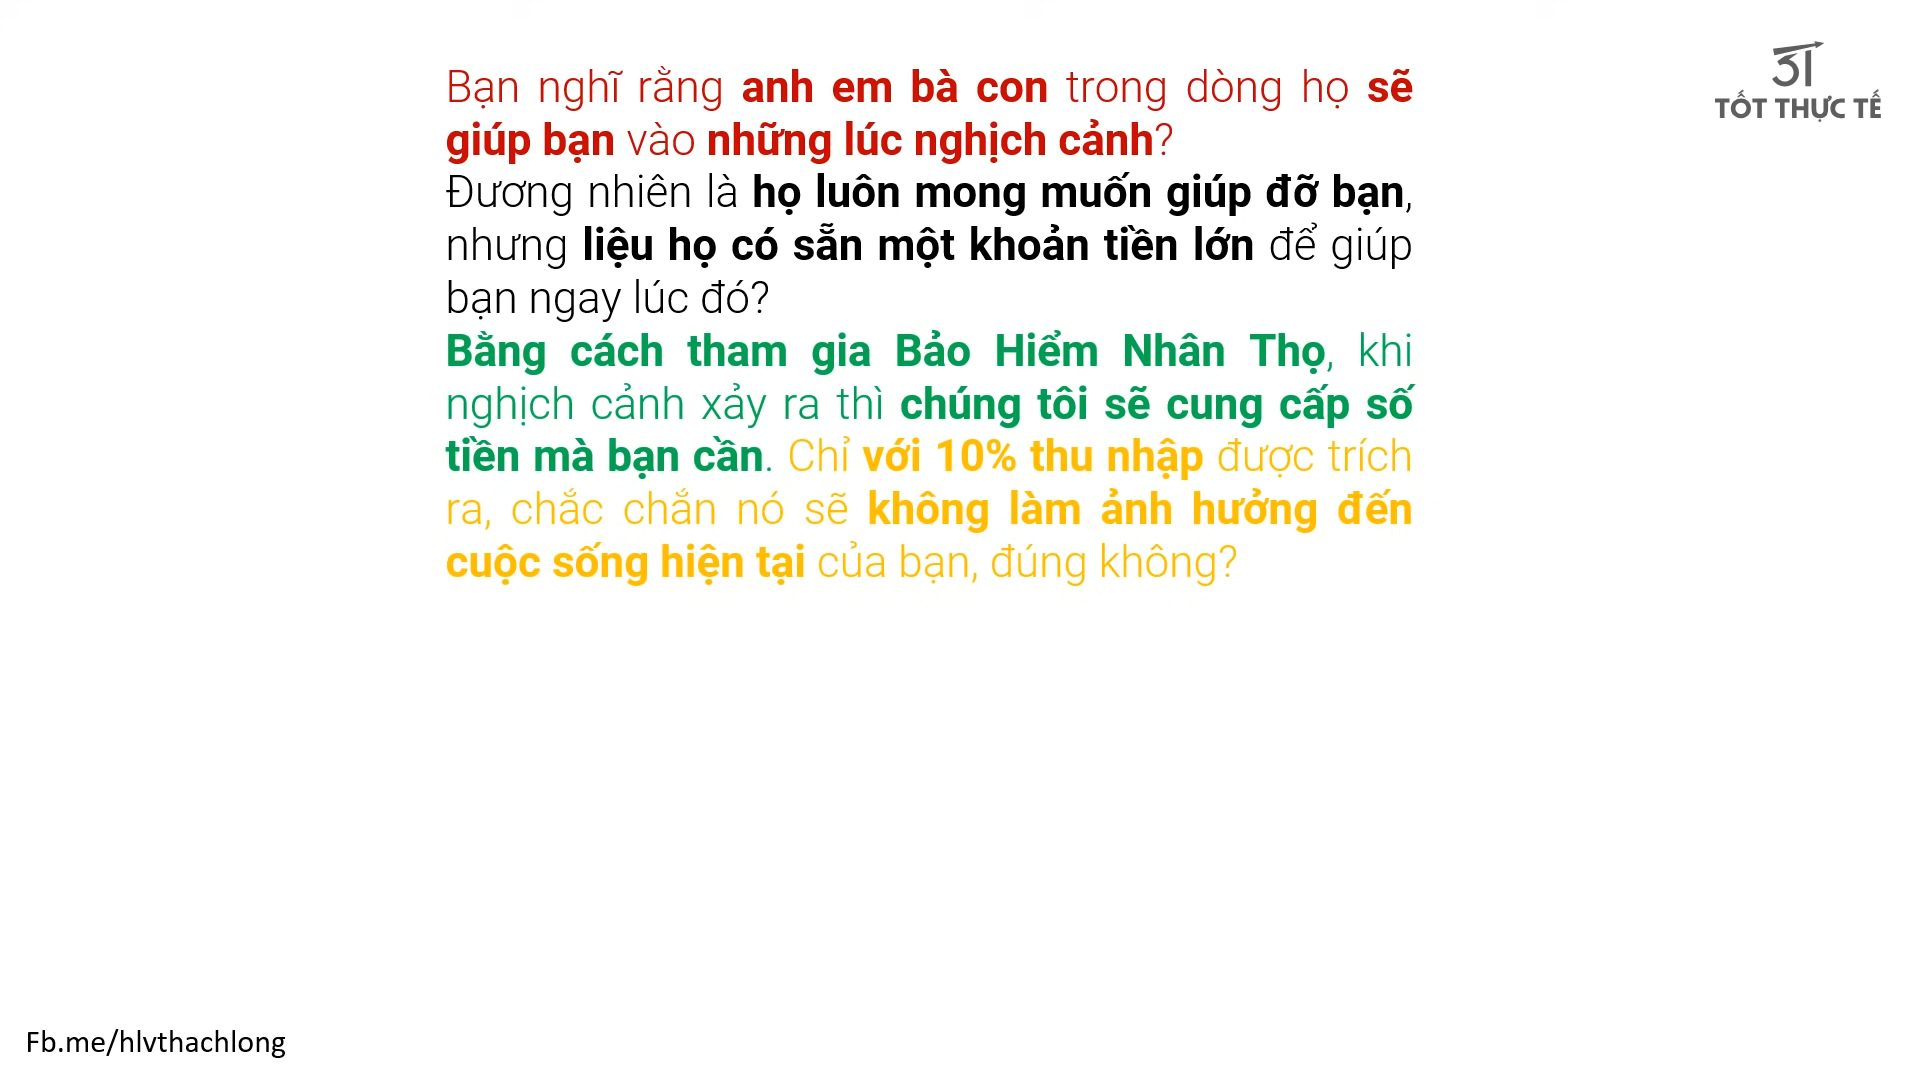 Bạn nghĩ rằng anh em bà con trong dòng họ sẽ
giúp bạn vào những lúc nghịch cảnh?
Đương nhiên là họ luôn mong muốn giúp đỡ bạn,
nhưng liệu họ có sẵn một khoản tiền lớn để giúp
bạn ngay lúc đó?
Bằng cách tham gia Bảo Hiểm Nhân Thọ, khi
nghịch cảnh xảy ra thì chúng tôi sẽ cung cấp số
tiền mà bạn cần. Chỉ với 10% thu nhập được trích
ra, chắc chắn nó sẽ không làm ảnh hưởng đến
cuộc sống hiện tại của bạn, đúng không?
3T
TỐT THỰC TẾ
Fb.me/hlvthachlong